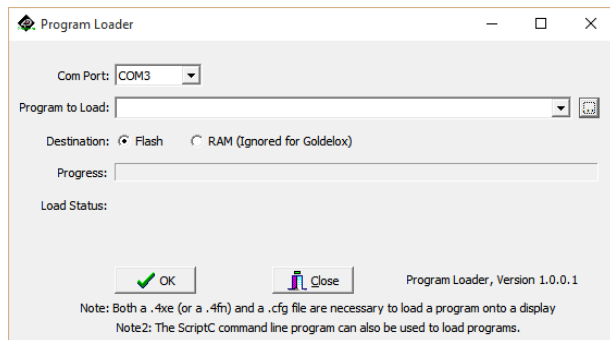 Program Loader
Com Port: COM3
Program to Load:
Destination: Flash RAM (Ignored for Goldelox)
Progress:
Load Status:
OK Close Program Loader, Version 1.0.0.1
Note: Both a .4xe (or a .4fn) and a .cfg file are necessary to load a program onto a display
Note2: The ScriptC command line program can also be used to load programs.